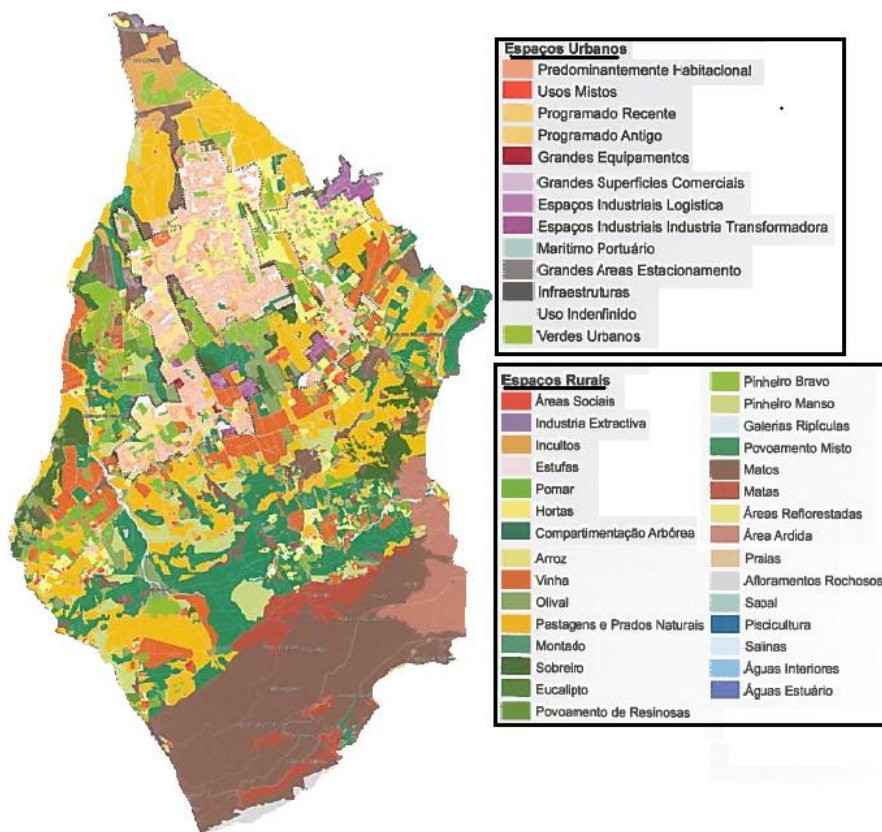 Espaços Urbanos
Predominantemente Habitacional
Usos Mistos
Programado Recente
Programado Antigo
Grandes Equipamentos
Grandes Superficles Comerciais
Espaços Industriais Logistica
Espaços Industriais Industria Transformadora
Maritimo Portuário
Grandes Areas Estacionamento
Infraestruturas
Uso Indenfinido
Verdes Urbanos
Espaços Rurais
Áreas Sociais
Industria Extractiva
Incultos
Estufas
Pomar
Hortas
Compartimentação Arbórea
Arroz
Vinha
Olival
Pastagens e Prados Naturais
Montado
Sobreiro
Eucalipto
Povoamento de Resinosas
Pinheiro Bravo
Pinheiro Manso
Galerias Ripículas
Povoamento Misto
Matos
Matas
Áreas Reflorestadas
Área Ardida
Praias
Afloramentos Rochosos
Sapal
Piscicultura
Salinas
Águas Interiores
Águas Estuário